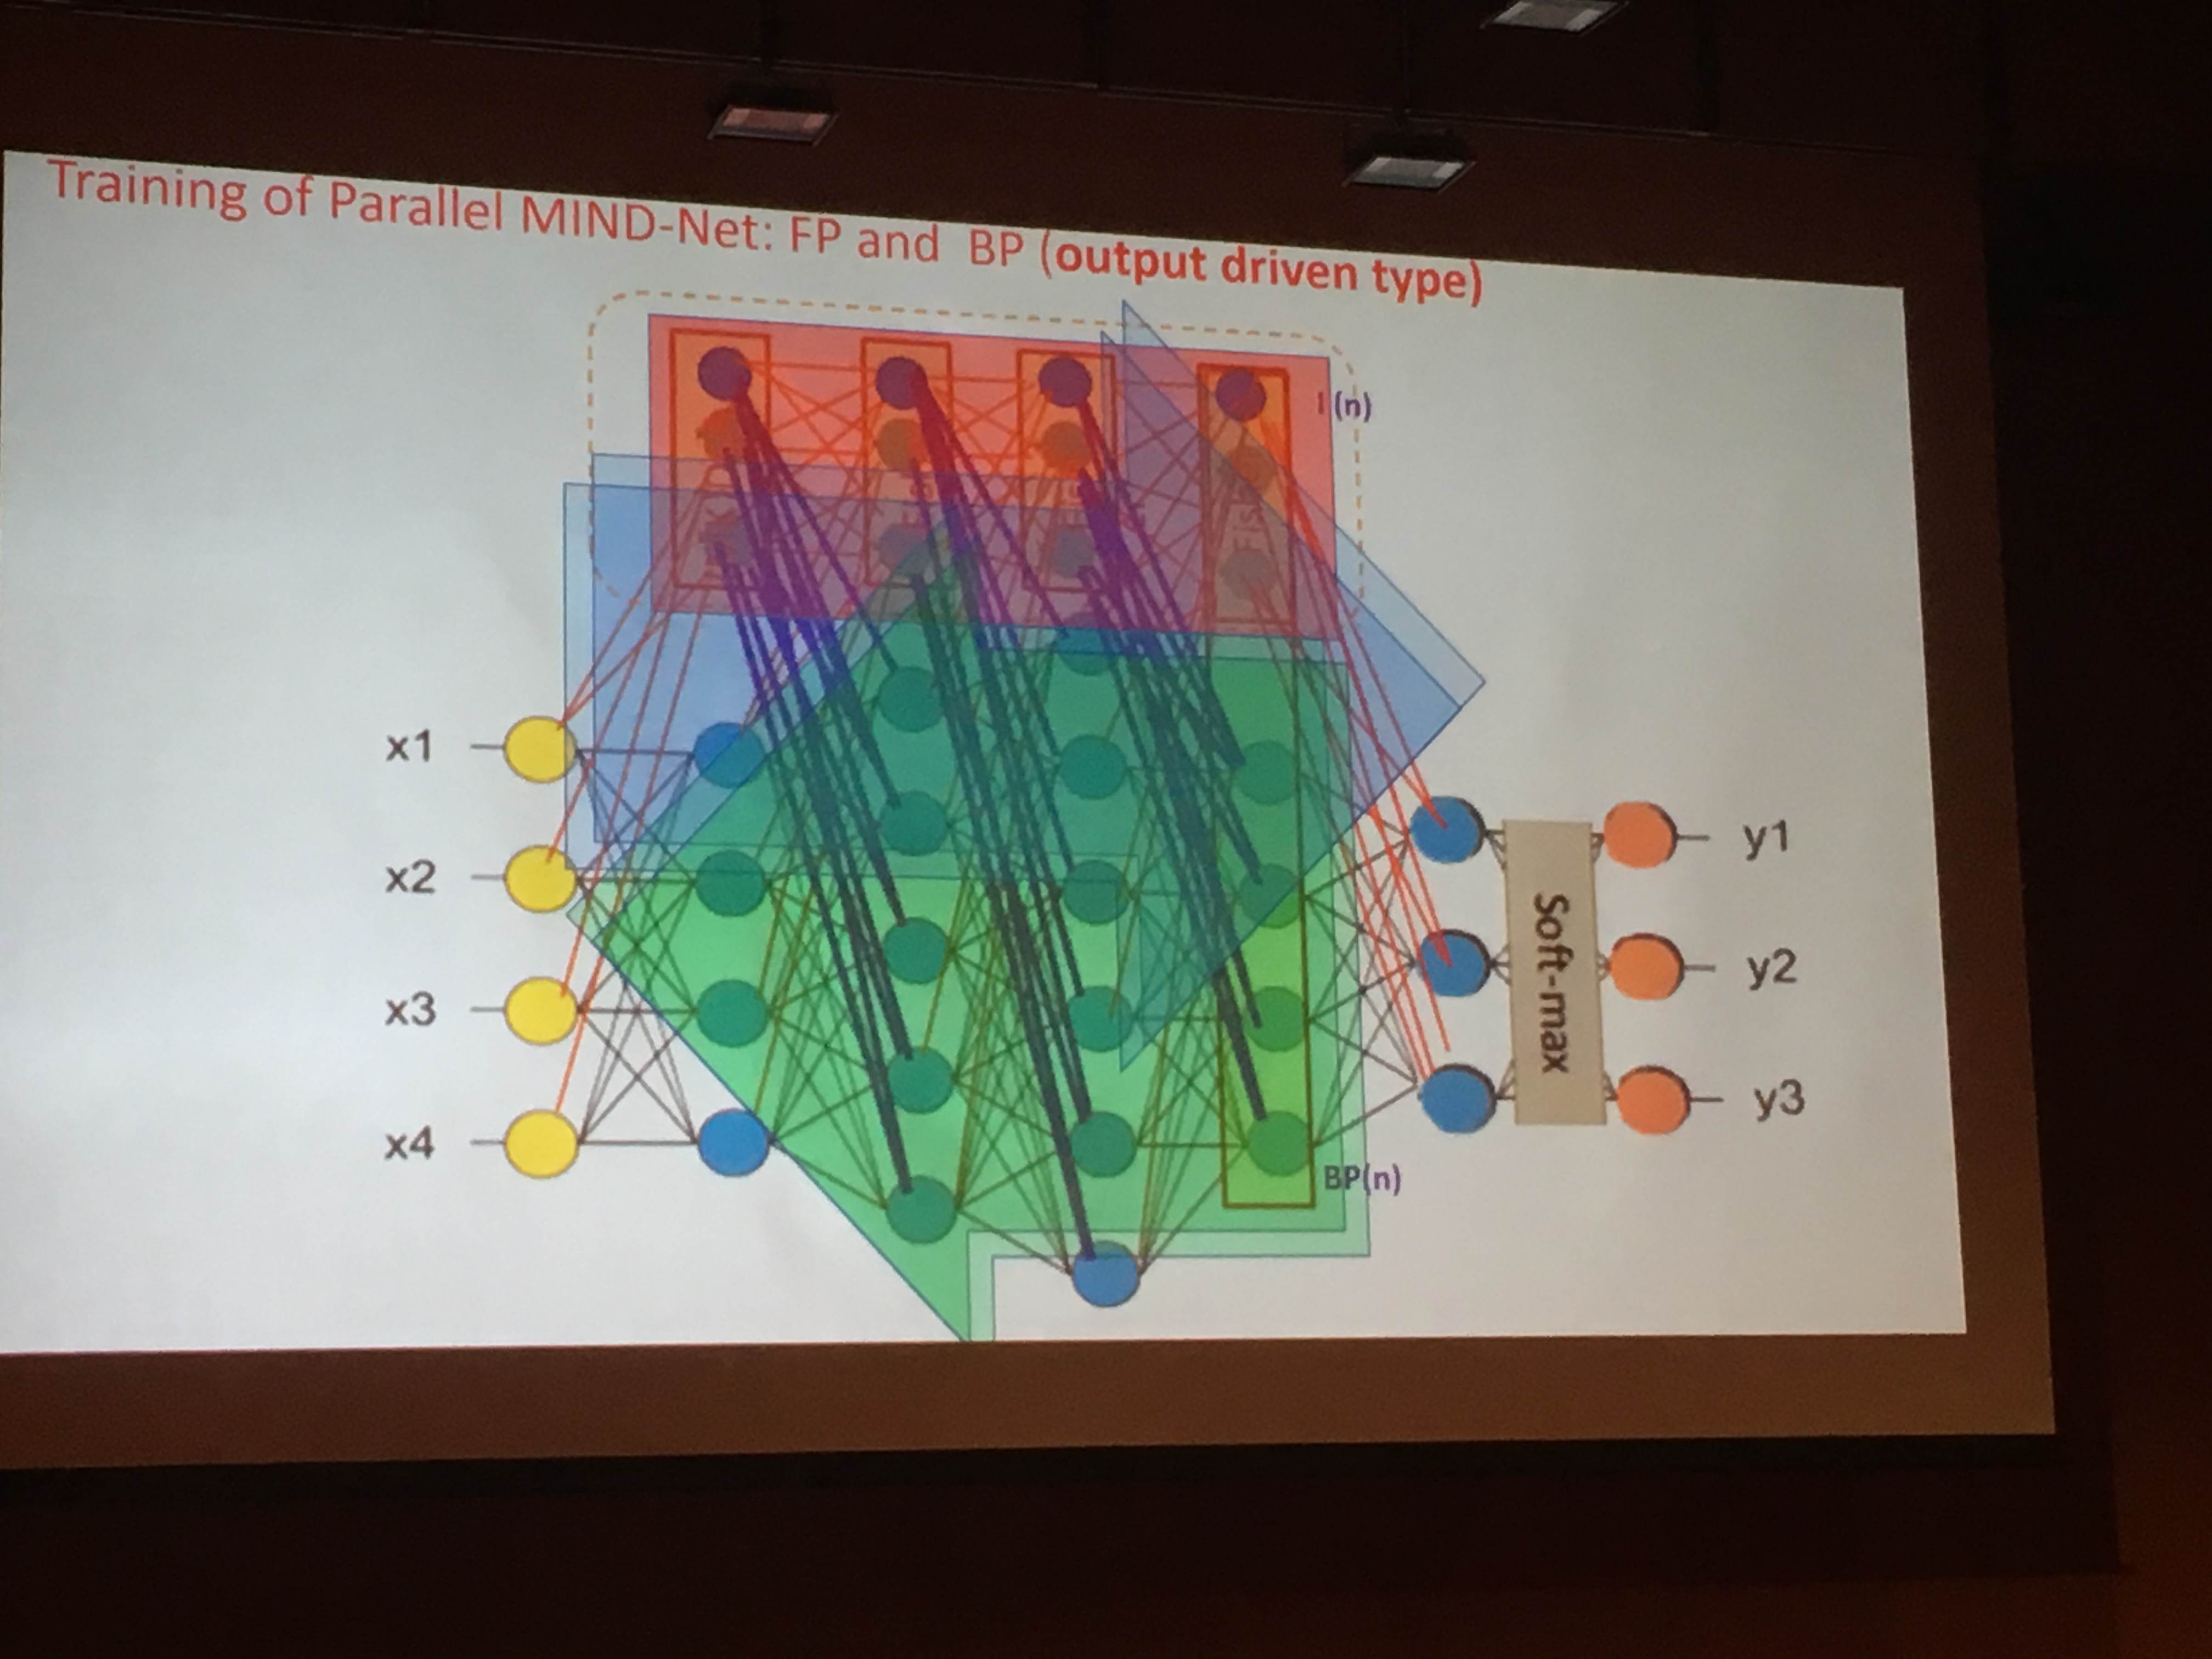 Training of Parallel MIND-Net: FP and BP (output driven type)
I (n)
x1
x2
x3
x4
Soft-max
y1
y2
y3
BP(n)